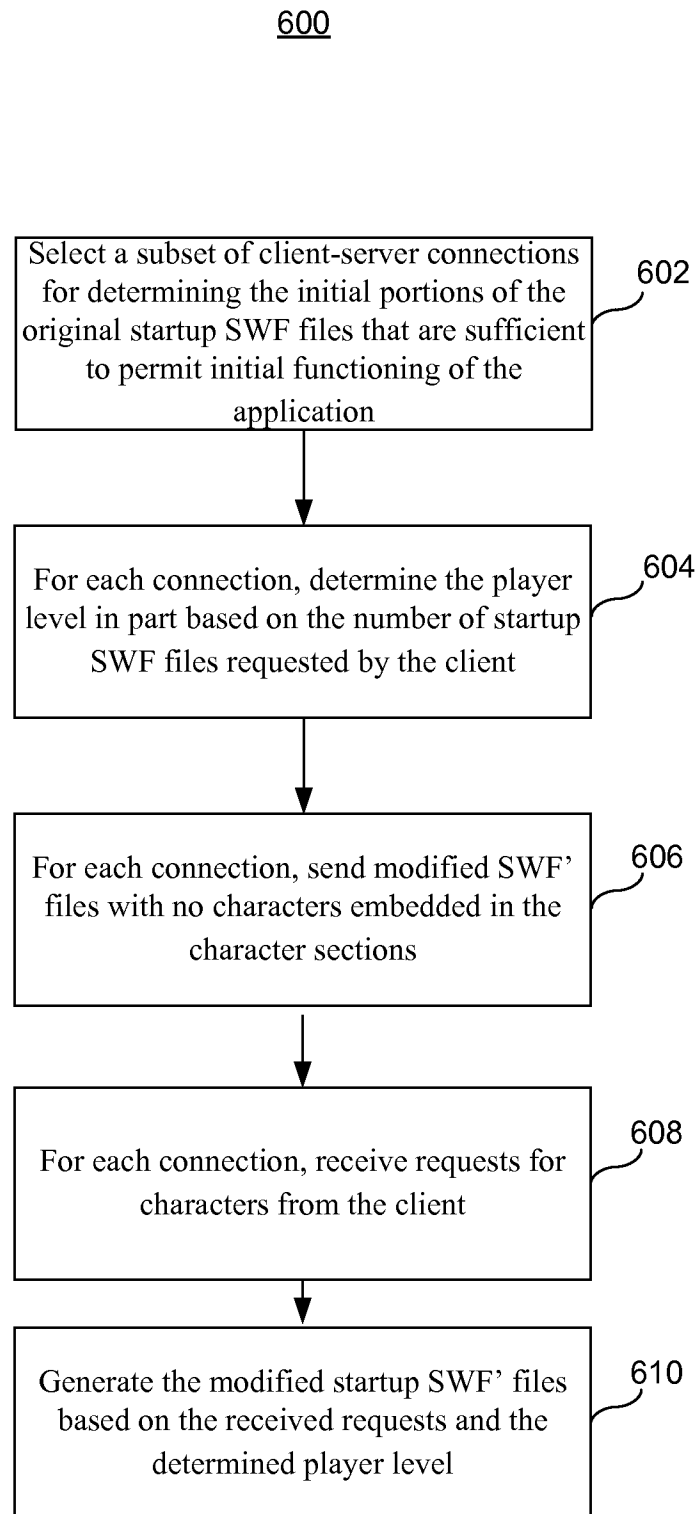 600
Select a subset of client-server connections
for determining the initial portions of the
original startup SWF files that are sufficient
to permit initial functioning of the
application
602
For each connection, determine the player
level in part based on the number of startup
SWF files requested by the client
604
For each connection, send modified SWF’
files with no characters embedded in the
character sections
606
For each connection, receive requests for
characters from the client
608
Generate the modified startup SWF’ files
based on the received requests and the
determined player level
610